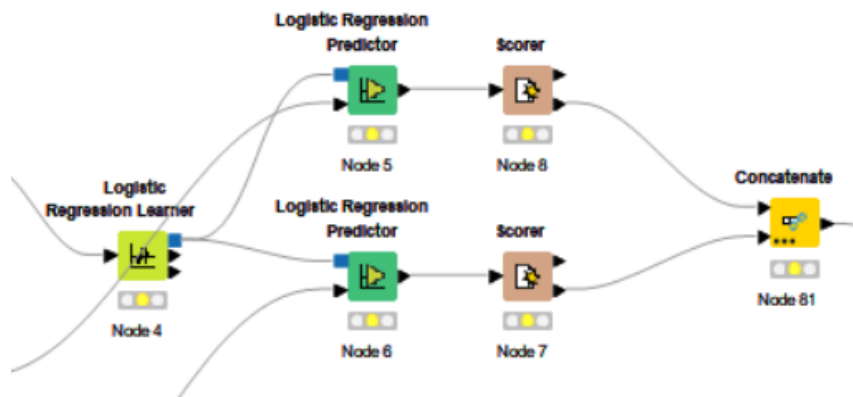 Logistic Regression
Predictor
Scorer
Node 5
Node 8
Concatenate
Logistic
Regression Learner
Logistic Regression
Predictor
Scorer
Node 81
Node 4
Node 6
Node 7